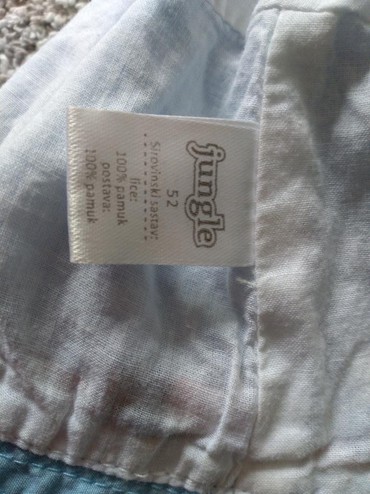 jungle
52
Sirovinski sastav:
lice:
100% pamuk
postava:
100% pamuk